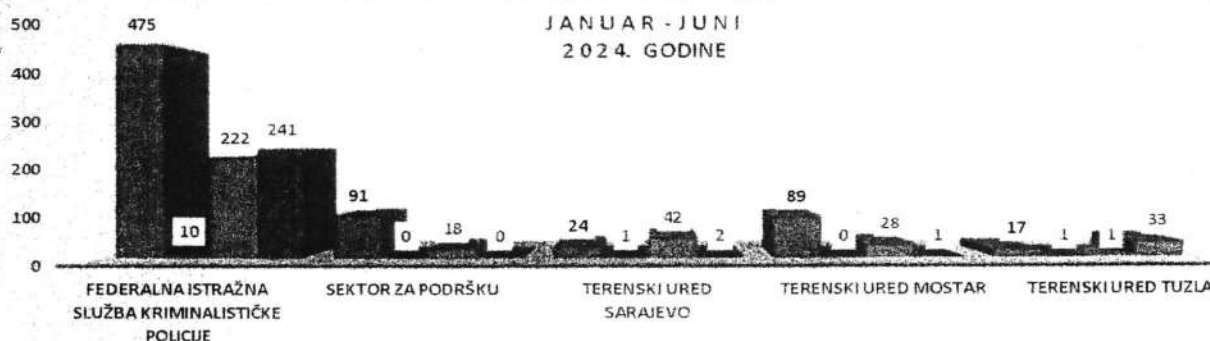 JANUAR - JUNI
2024. GODINE
500
400
300
200
100
0
475
10
222
241
91
0
18
0
24
1
42
2
89
0
28
1
17
1
1
33
FEDERALNA ISTRAŽNA
SLUŽBA KRIMINALISTIČKE
POLICIJE
SEKTOR ZA PODRŠKU
TERENSKI URED
SARAJEVO
TERENSKI URED MOSTAR
TERENSKI URED TUZLA